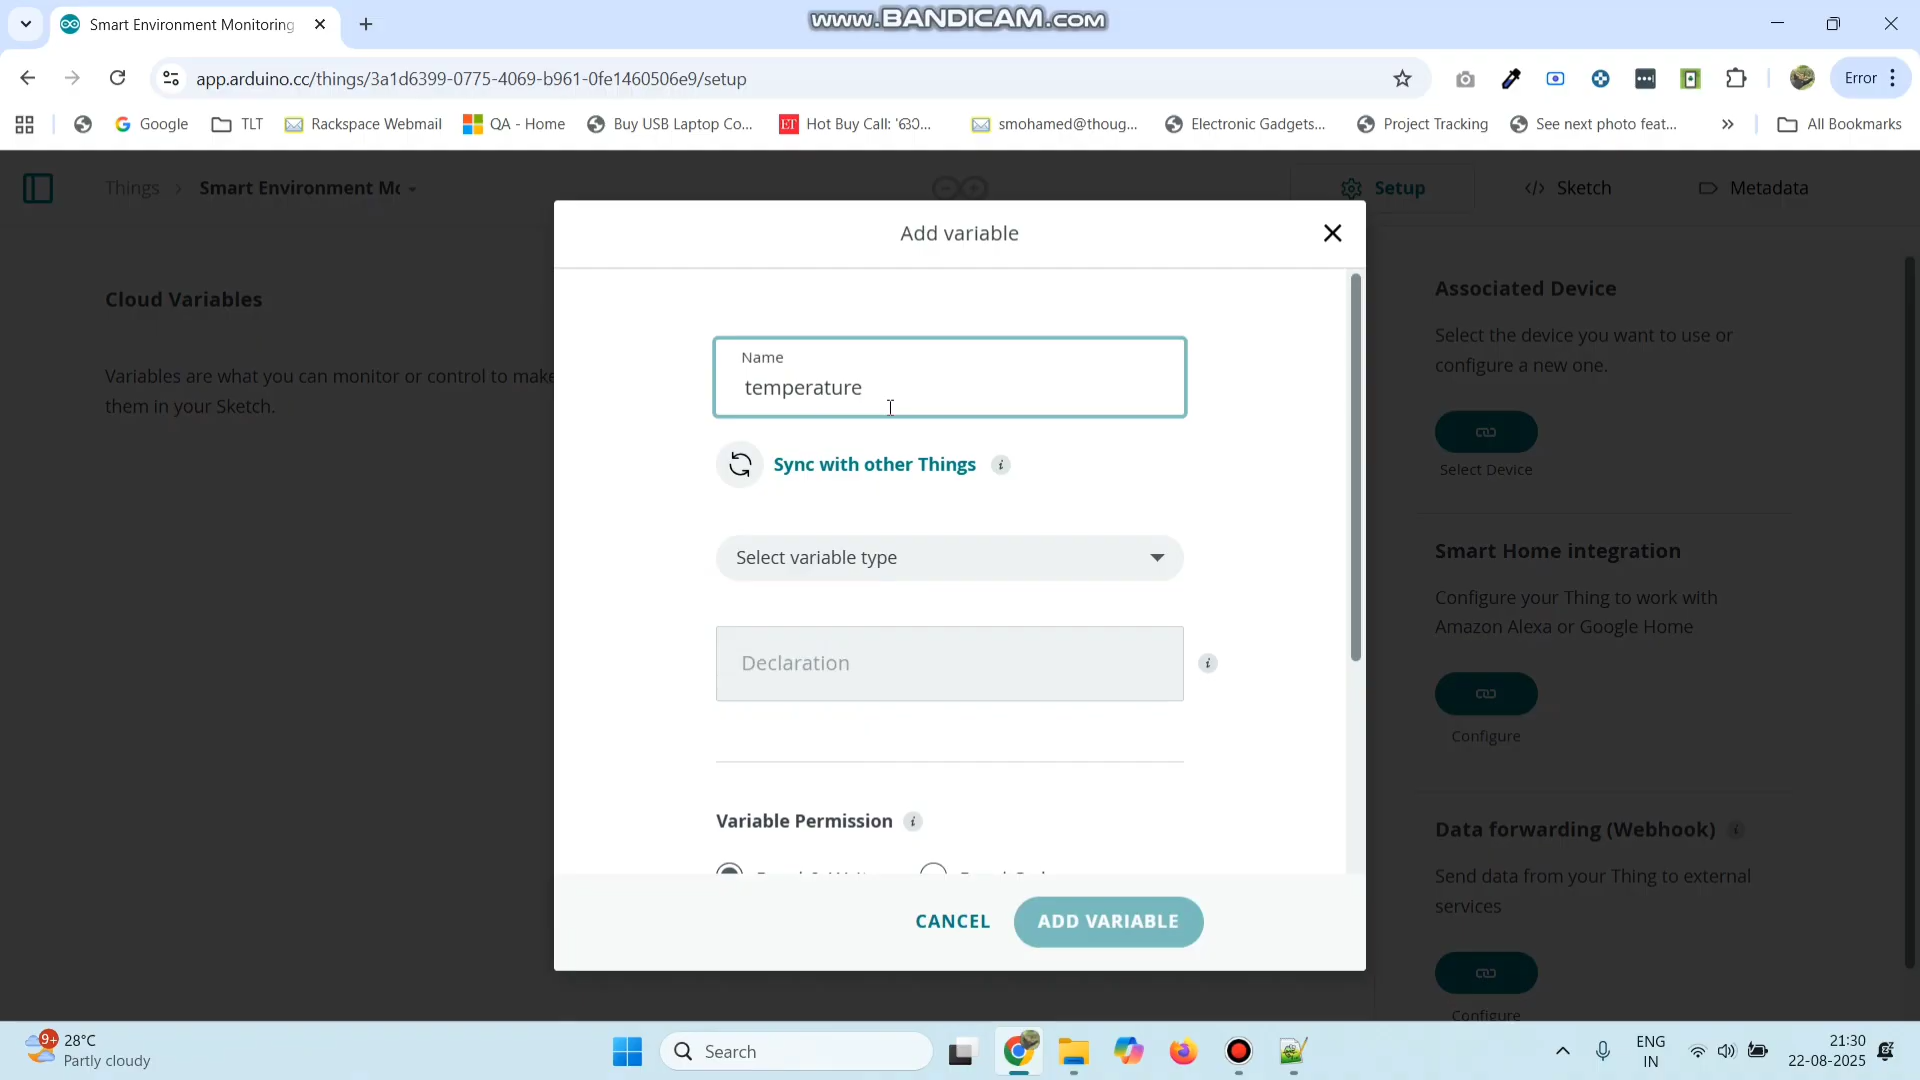 www.BANDICAM.com
Smart Environment Monitoring
app.arduino.cc/things/3a1d6399-0775-4069-b961-0fe1460506e9/setup
Error
Google
TLT
Rackspace Webmail
QA - Home
Buy USB Laptop Co...
ET
Hot Buy Call: 'ஓ...
smohamed@thoug...
Electronic Gadgets...
Project Tracking
See next photo feat...
All Bookmarks
Things
Smart Environment Mo
Setup
</> Sketch
Metadata
Add variable
Cloud Variables
Variables are what you can monitor or control to make
them in your Sketch.
Name
temperature
Sync with other Things
i
Select variable type
Declaration
i
Variable Permission
i
CANCEL
ADD VARIABLE
Associated Device
Select the device you want to use or
configure a new one.
Select Device
Smart Home integration
Configure your Thing to work with
Amazon Alexa or Google Home
Configure
Data forwarding (Webhook)
i
Send data from your Thing to external
services
Configure
9+
28°C
Partly cloudy
Search
ENG
IN
21:30
22-08-2025